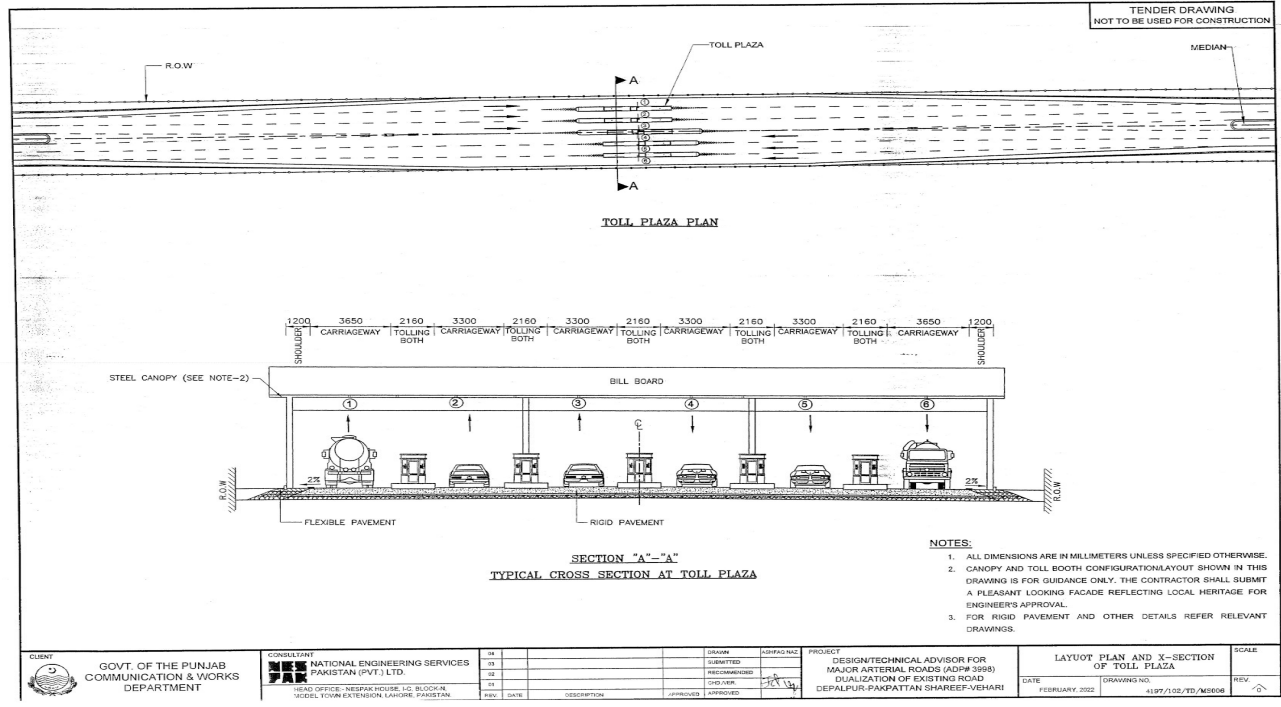 TENDER DRAWING
NOT TO BE USED FOR CONSTRUCTION
R.O.W
A
TOLL PLAZA
MEDIAN
1
2
A
TOLL PLAZA PLAN
1200 3650 2160 3300 2160 3300 2160 3300 2160 3300 2160 3650 1200
SHOULDER CARRIAGEWAY TOLLING BOTH CARRIAGEWAY TOLLING BOTH CARRIAGEWAY TOLLING BOTH CARRIAGEWAY TOLLING BOTH CARRIAGEWAY TOLLING BOTH CARRIAGEWAY SHOULDER
STEEL CANOPY (SEE NOTE-2)
BILL BOARD
1 2 3 4 5 6
CL
R.O.W
2%
2%
R.O.W
FLEXIBLE PAVEMENT
RIGID PAVEMENT
SECTION "A"-"A"
TYPICAL CROSS SECTION AT TOLL PLAZA
NOTES:
1. ALL DIMENSIONS ARE IN MILLIMETERS UNLESS SPECIFIED OTHERWISE.
2. CANOPY AND TOLL BOOTH CONFIGURATION/LAYOUT SHOWN IN THIS
DRAWING IS FOR GUIDANCE ONLY. THE CONTRACTOR SHALL SUBMIT
A PLEASANT LOOKING FACADE REFLECTING LOCAL HERITAGE FOR
ENGINEER'S APPROVAL.
3. FOR RIGID PAVEMENT AND OTHER DETAILS REFER RELEVANT
DRAWINGS.
CLIENT
GOVT. OF THE PUNJAB
COMMUNICATION & WORKS
DEPARTMENT
CONSULTANT
NES
PAK
NATIONAL ENGINEERING SERVICES
PAKISTAN (PVT.) LTD.
HEAD OFFICE:- NESPAK HOUSE, I-C, BLOCK-N,
MODEL TOWN EXTENSION, LAHORE, PAKISTAN.
03
02
01
REV. DATE DESCRIPTION APPROVED
DRAWN ASHFAQ NAZ
SUBMITTED
RECOMMENDED
CHD./VER.
APPROVED
PROJECT
DESIGN/TECHNICAL ADVISOR FOR
MAJOR ARTERIAL ROADS (ADP# 3998)
DUALIZATION OF EXISTING ROAD
DEPALPUR-PAKPATTAN SHAREEF-VEHARI
LAYUOT PLAN AND X-SECTION
OF TOLL PLAZA
DATE
FEBRUARY, 2022
DRAWING NO.
4197/102/TD/MS006
SCALE
REV.
0